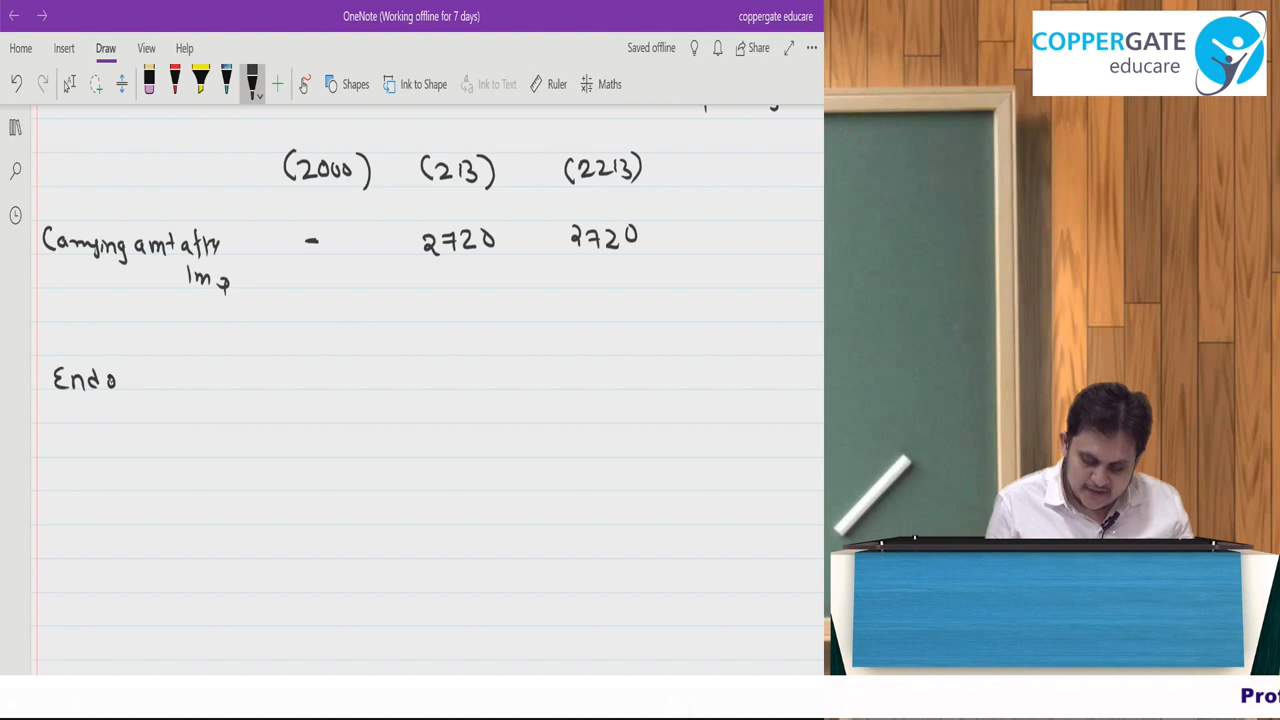 OneNote (Working offline for 7 days)
coppergate educare
Home Insert Draw View Help
Saved offline Share
Shapes Ink to Shape Ink to Text Ruler Maths
COPPERGATE
educare
(2000) (213) (2213)
Carrying amt aftr - 2720 2720
Imp
Endo
Prof